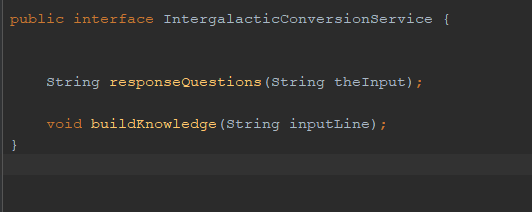 public interface IntergalacticConversionService {
String responseQuestions(String theInput);
void buildKnowledge(String inputLine);
}